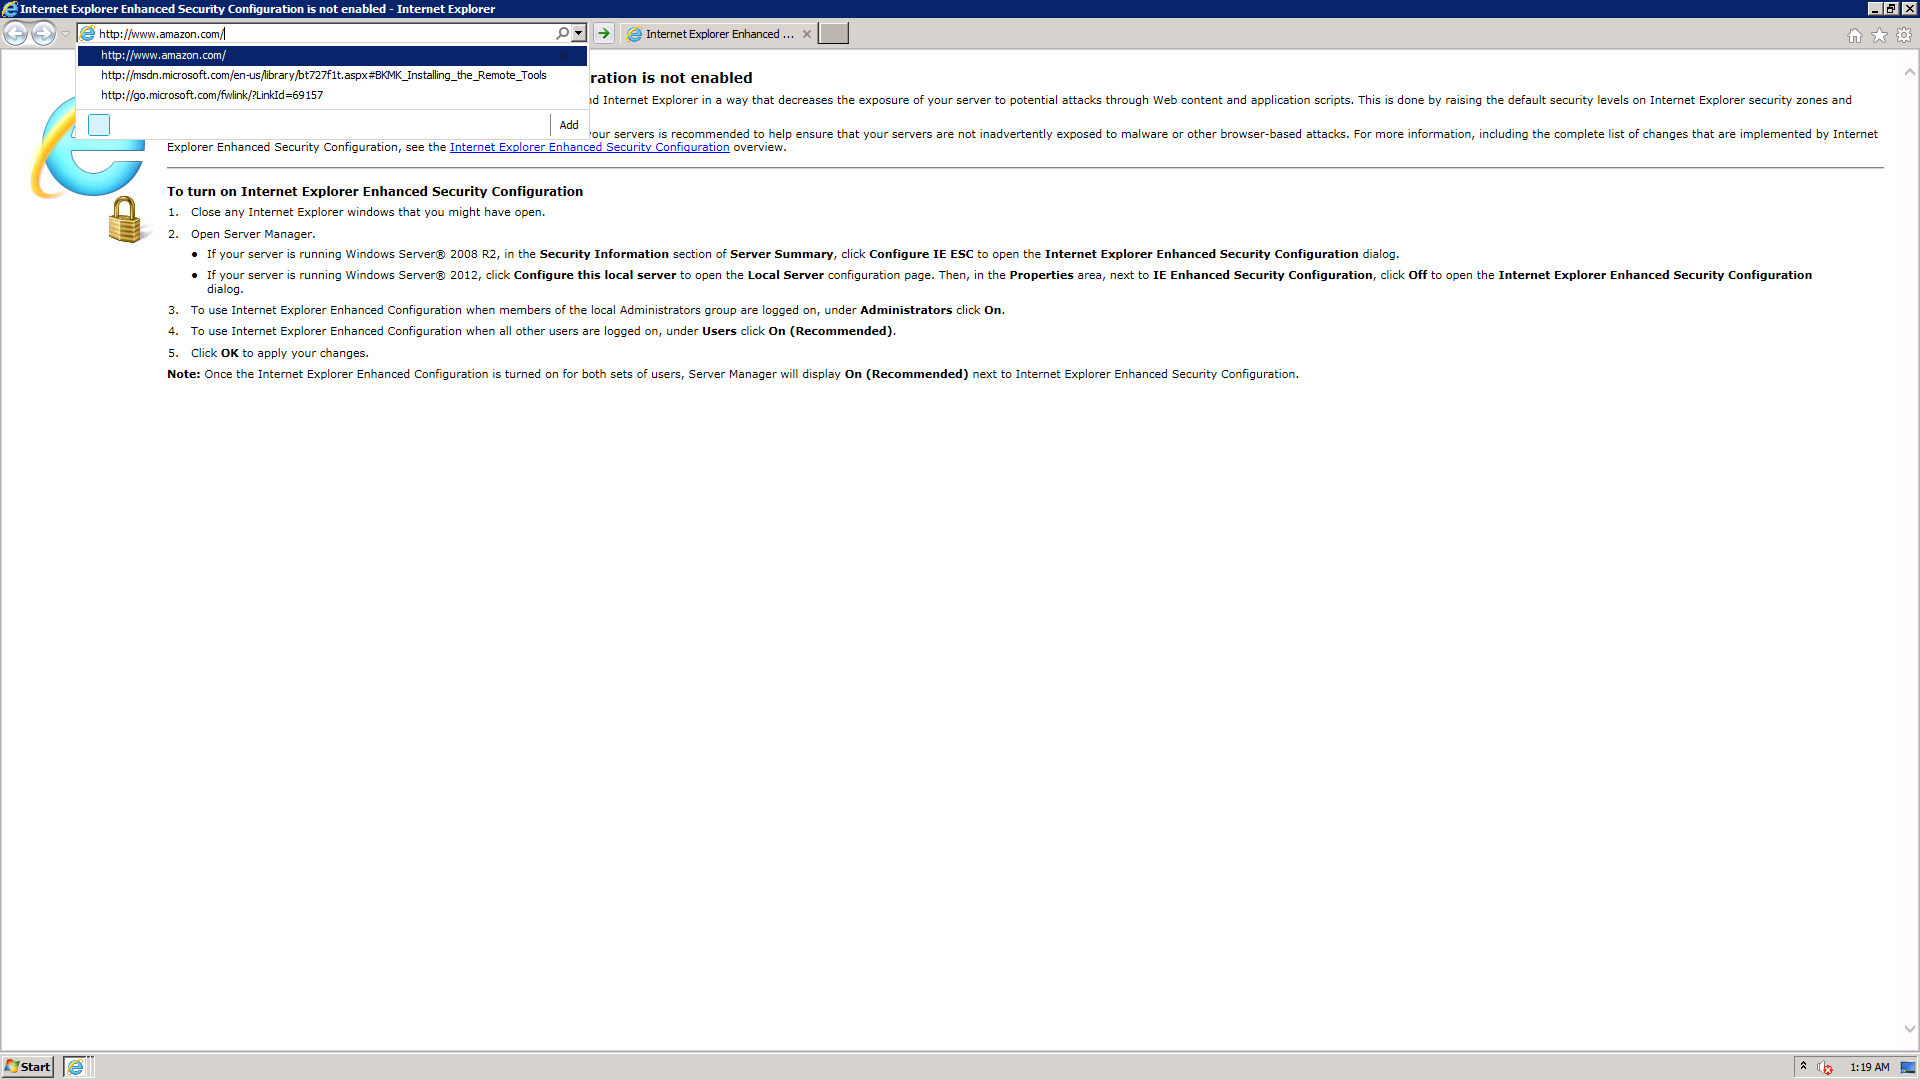 Internet Explorer Enhanced Security Configuration is not enabled - Internet Explorer
http://www.amazon.com/
Internet Explorer Enhanced ...
http://www.amazon.com/
http://msdn.microsoft.com/en-us/library/bt727f1t.aspx#BKMK_Installing_the_Remote_Tools
http://go.microsoft.com/fwlink/?LinkId=69157
Add
ration is not enabled
nd Internet Explorer in a way that decreases the exposure of your server to potential attacks through Web content and application scripts. This is done by raising the default security levels on Internet Explorer security zones and
your servers is recommended to help ensure that your servers are not inadvertently exposed to malware or other browser-based attacks. For more information, including the complete list of changes that are implemented by Internet
Explorer Enhanced Security Configuration, see the Internet Explorer Enhanced Security Configuration overview.
To turn on Internet Explorer Enhanced Security Configuration
1. Close any Internet Explorer windows that you might have open.
2. Open Server Manager.
• If your server is running Windows Server® 2008 R2, in the Security Information section of Server Summary, click Configure IE ESC to open the Internet Explorer Enhanced Security Configuration dialog.
• If your server is running Windows Server® 2012, click Configure this local server to open the Local Server configuration page. Then, in the Properties area, next to IE Enhanced Security Configuration, click Off to open the Internet Explorer Enhanced Security Configuration
dialog.
3. To use Internet Explorer Enhanced Configuration when members of the local Administrators group are logged on, under Administrators click On.
4. To use Internet Explorer Enhanced Configuration when all other users are logged on, under Users click On (Recommended).
5. Click OK to apply your changes.
Note: Once the Internet Explorer Enhanced Configuration is turned on for both sets of users, Server Manager will display On (Recommended) next to Internet Explorer Enhanced Security Configuration.
Start
1:19 AM